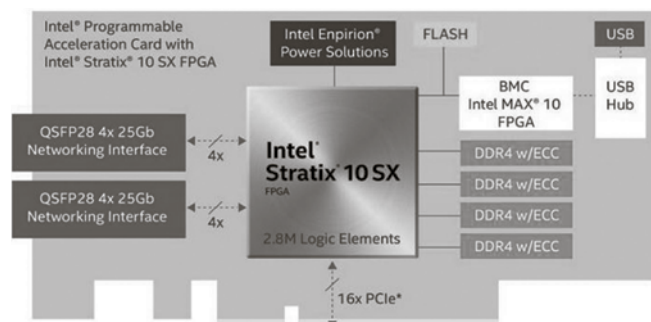 Intel® Programmable
Acceleration Card with
Intel® Stratix® 10 SX FPGA
Intel Enpirion®
Power Solutions
FLASH
USB
BMC
Intel MAX® 10
FPGA
USB
Hub
QSFP28 4x 25Gb
Networking Interface
4x
QSFP28 4x 25Gb
Networking Interface
4x
Intel®
Stratix® 10 SX
FPGA
2.8M Logic Elements
DDR4 w/ECC
DDR4 w/ECC
DDR4 w/ECC
DDR4 w/ECC
16x PCIe*